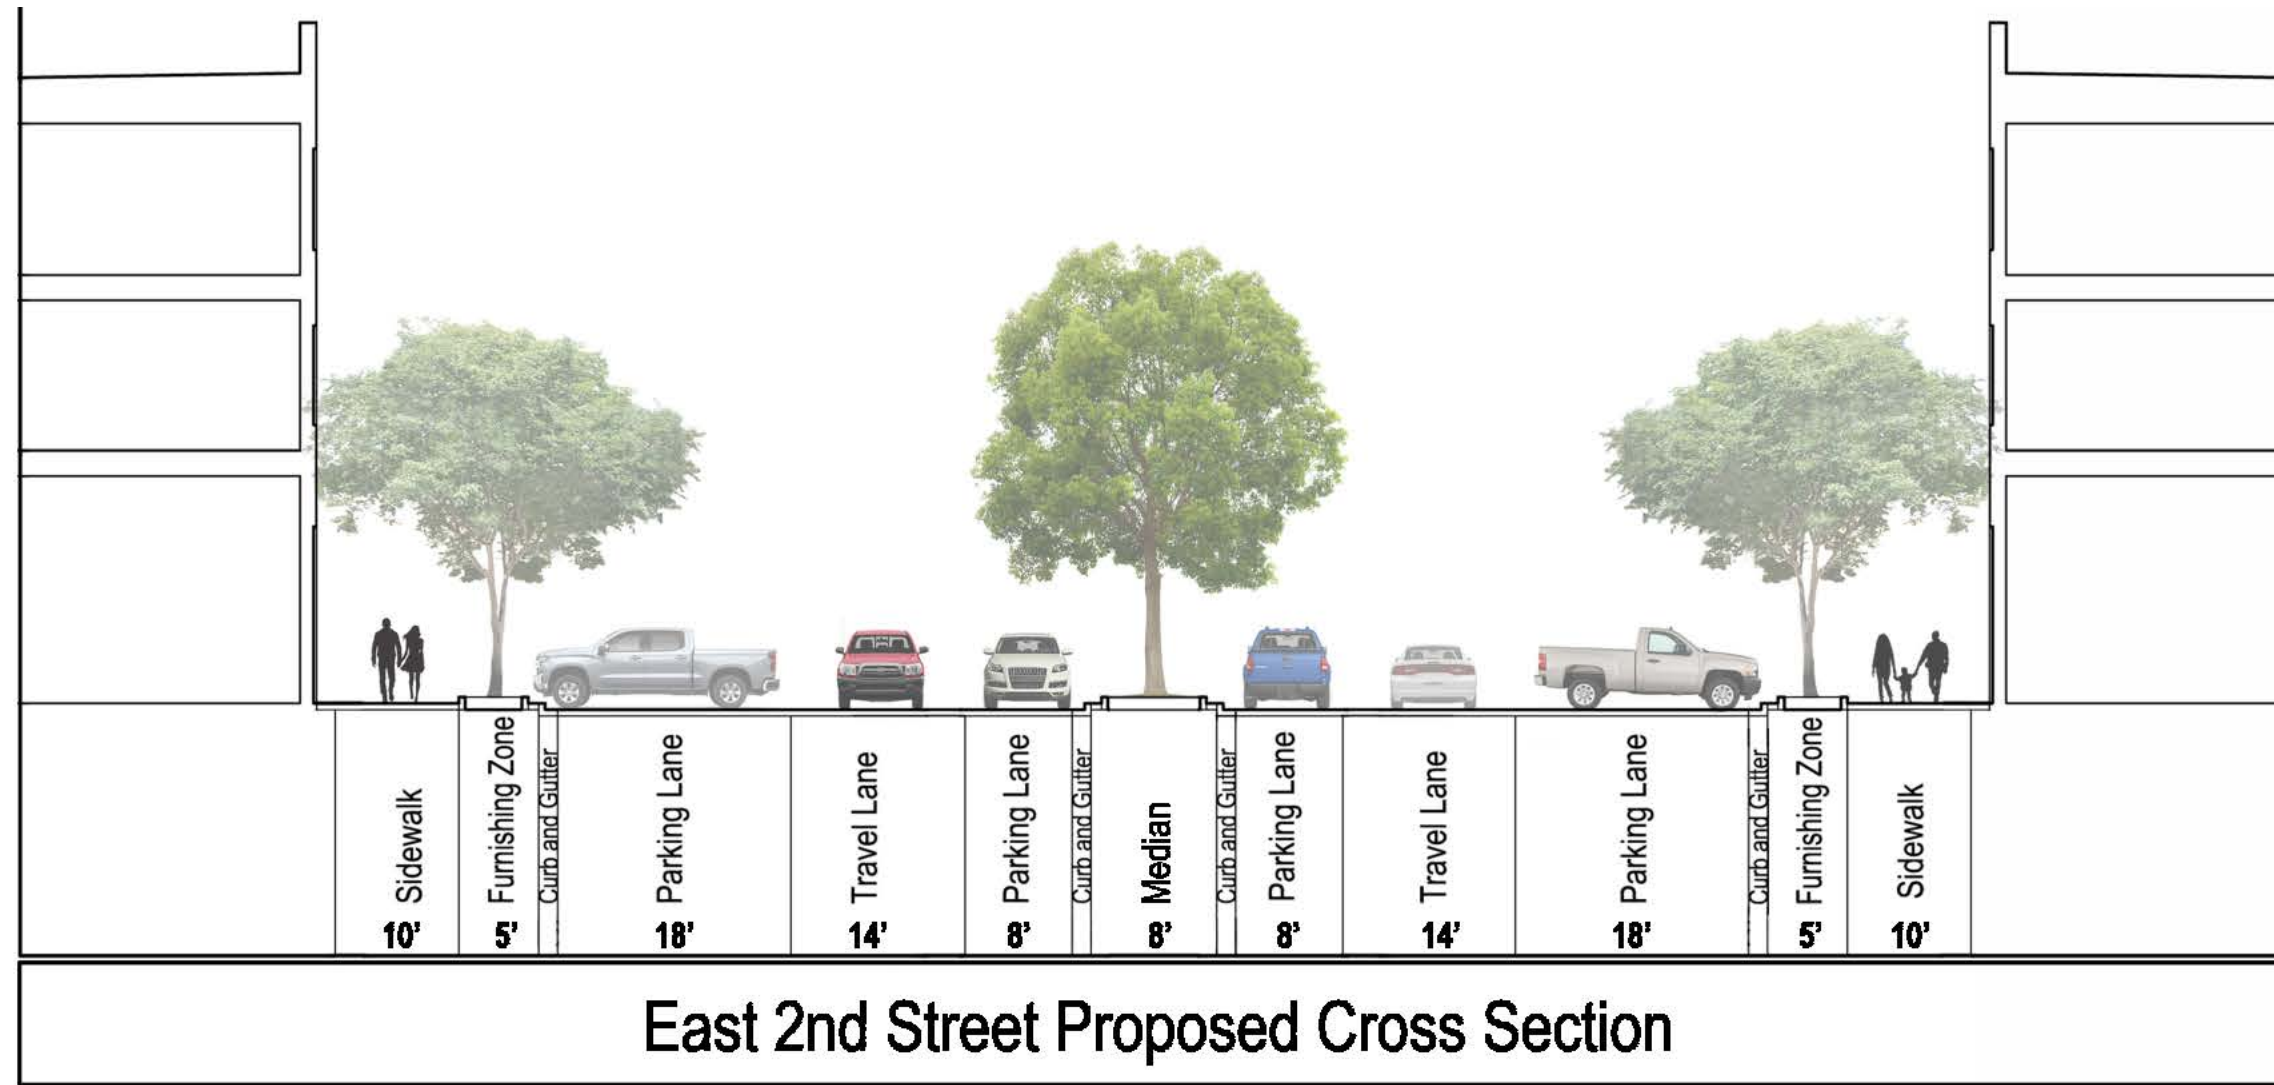 Sidewalk
10’
Furnishing Zone
5’
Curb and Gutter
Parking Lane
18’
Travel Lane
14’
Parking Lane
8’
Curb and Gutter
Median
8’
Curb and Gutter
Parking Lane
8’
Travel Lane
14’
Parking Lane
18’
Curb and Gutter
Furnishing Zone
5’
Sidewalk
10’
East 2nd Street Proposed Cross Section